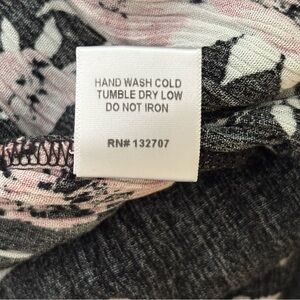 HAND WASH COLD
TUMBLE DRY LOW
DO NOT IRON
RN# 132707